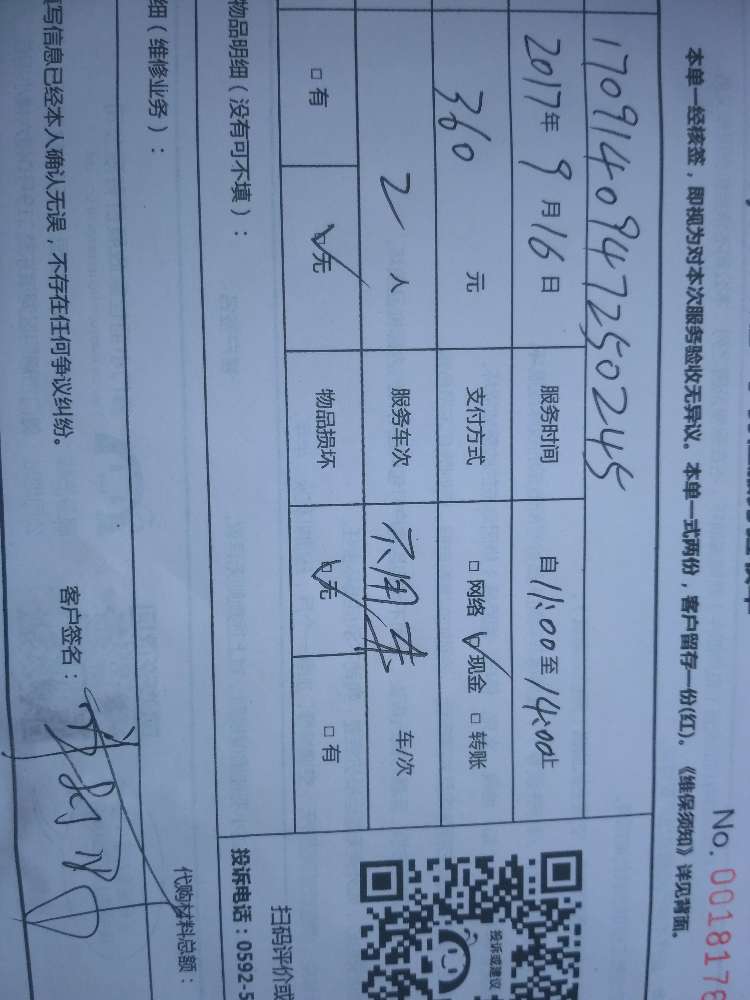 No. 0018178
本单一经核签，即视为对本次服务验收无异议。本单一式两份，客户留存一份(红)。《维保须知》详见背面。
1709140947250245
2017年9月16日 服务时间 自11:00至14:00止
360 元 支付方式 □网络 ☑现金 □转账
2 人 服务车次 不用车 车/次
□有 ☑无 物品损坏 ☑无 □有
投诉或建议
扫码评价或
投诉电话：0592-5
物品明细（没有可不填）：
细（维修业务）：
代购材料总额：
写信息已经本人确认无误，不存在任何争议纠纷。
客户签名：